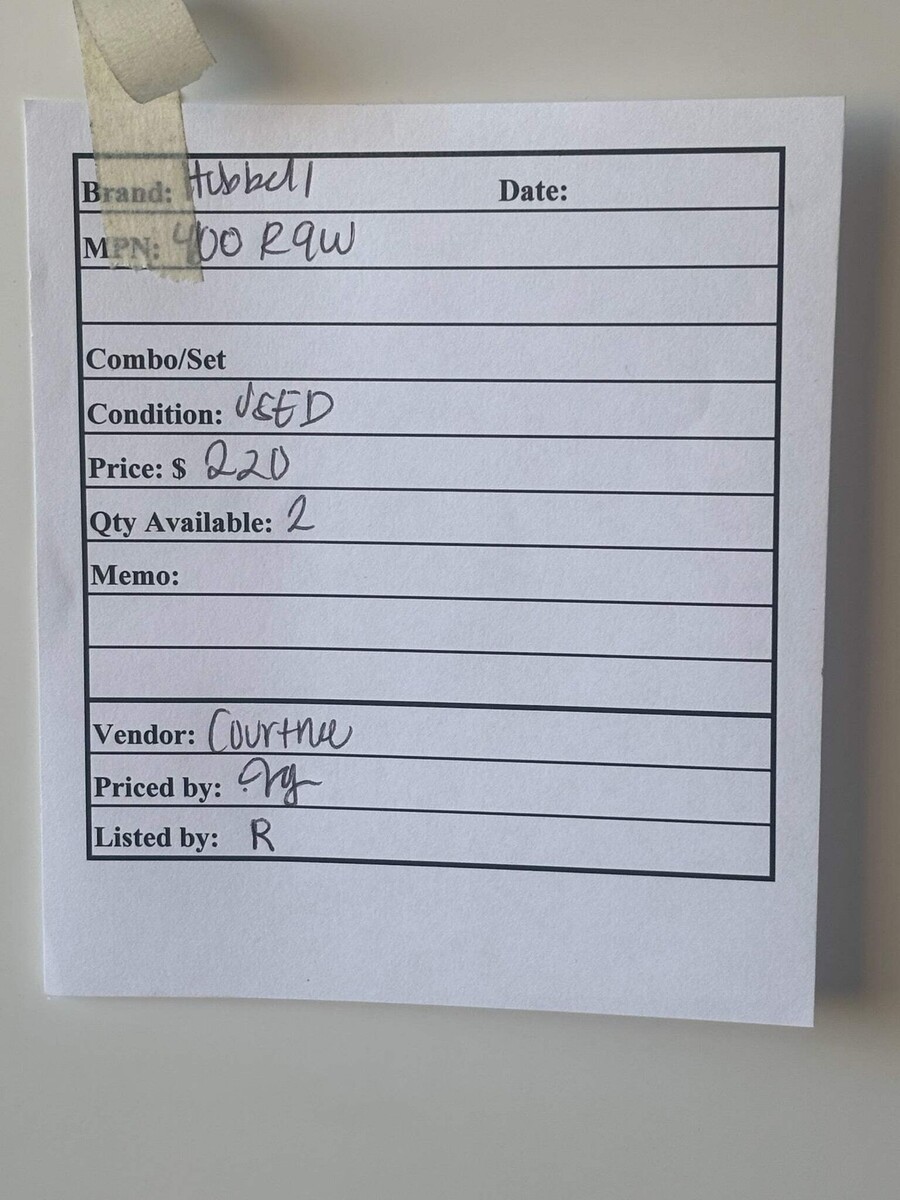 Brand: Hubbell Date:
MPN: 400 R9W
Combo/Set
Condition: USED
Price: $ 220
Qty Available: 2
Memo:
Vendor: Courtnee
Priced by:
Listed by: R